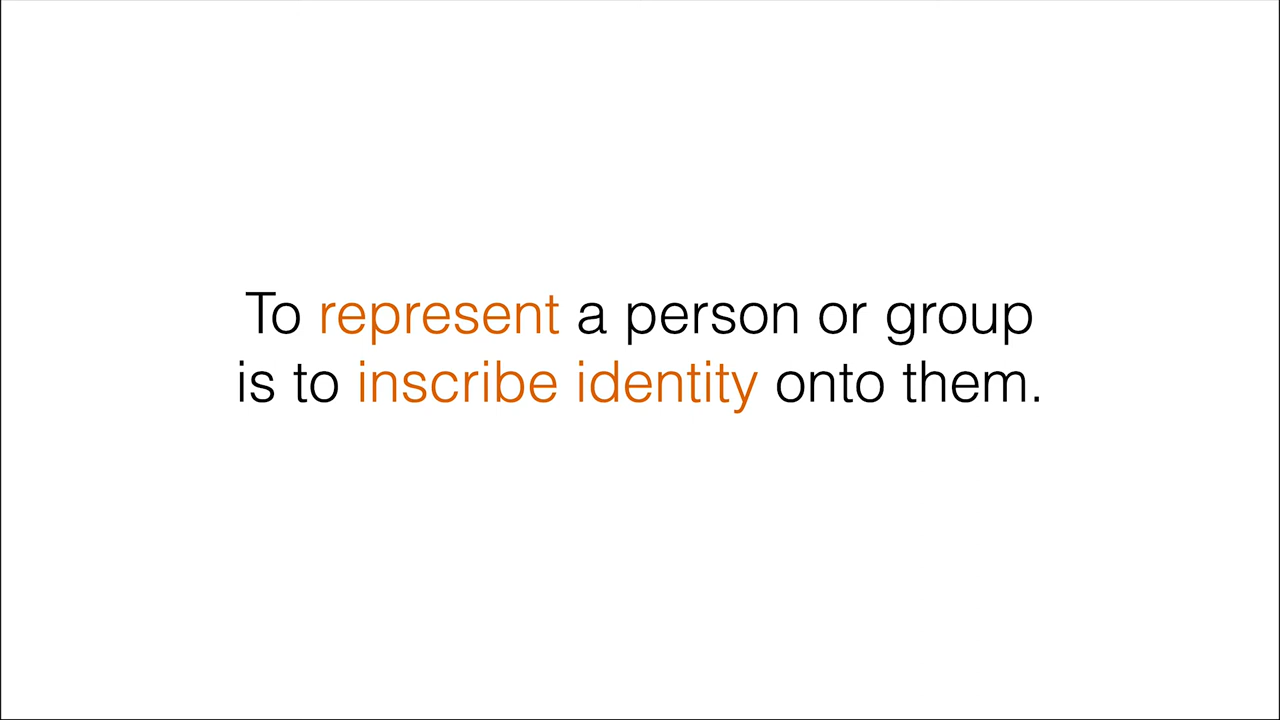 To represent a person or group
is to inscribe identity onto them.